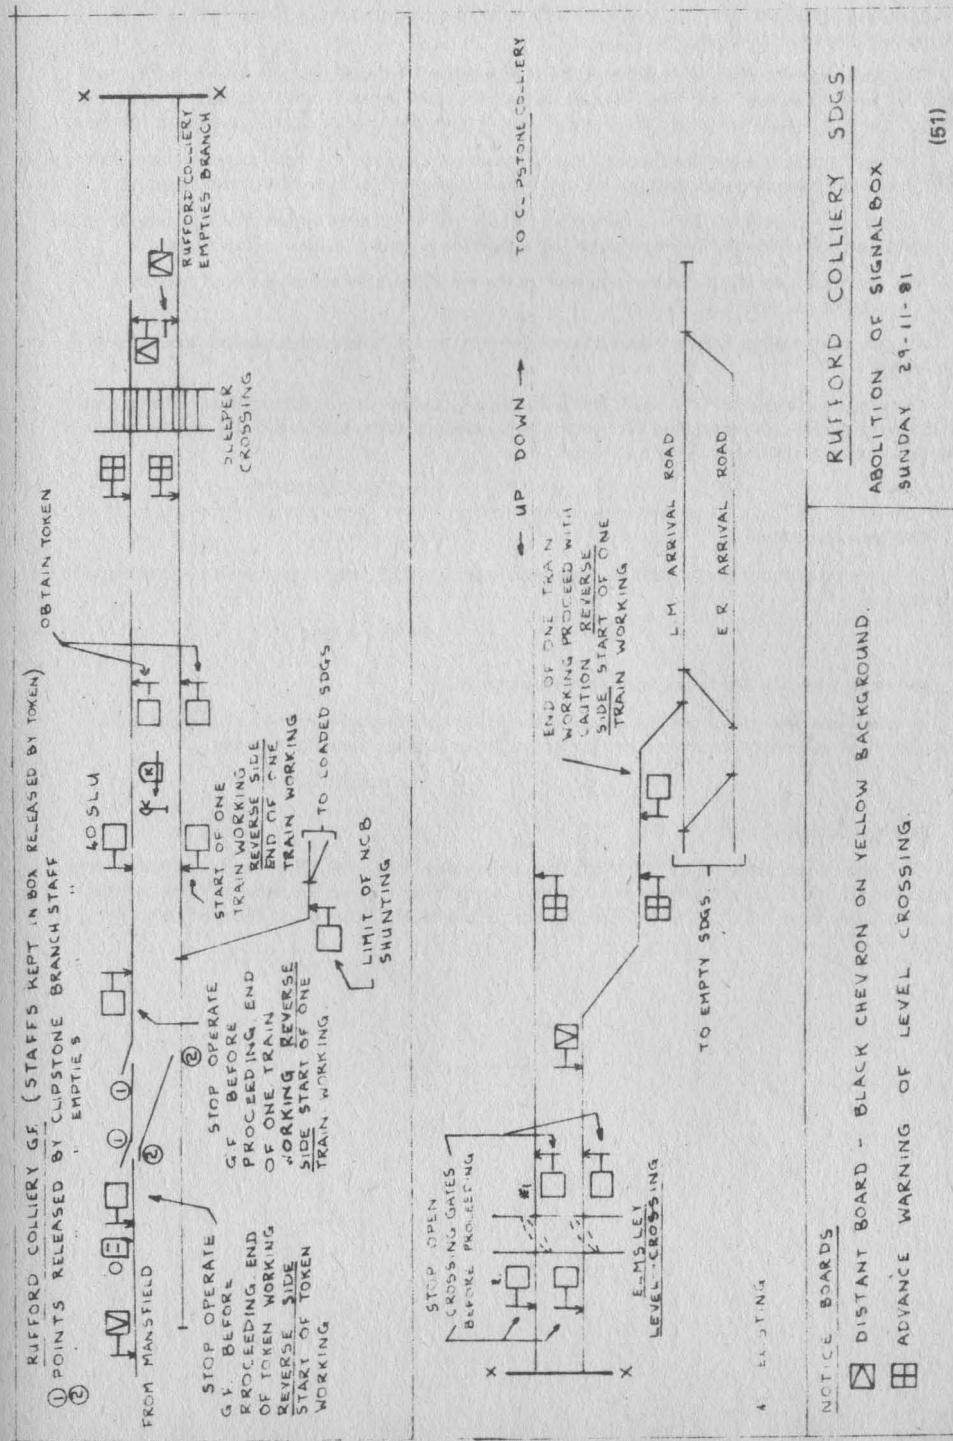 RUFFORD COLLIERY G.F. (STAFFS KEPT IN BOX RELEASED BY TOKEN)
① POINTS RELEASED BY CLIPSTONE BRANCH STAFF
② " " " EMPTIES "
OBTAIN TOKEN
40 SLU
FROM MANSFIELD
①
①
②
②
STOP OPERATE
G.F. BEFORE
PROCEEDING. END
OF TOKEN WORKING
REVERSE SIDE
START OF TOKEN
WORKING
STOP OPERATE
G F BEFORE
PROCEEDING. END
OF ONE TRAIN
WORKING REVERSE
SIDE START OF ONE
TRAIN WORKING
START OF ONE
TRAIN WORKING
REVERSE SIDE
END OF ONE
TRAIN WORKING
TO LOADED SDGS
LIMIT OF NCB
SHUNTING
K
SLEEPER
CROSSING
RUFFORD COLLIERY
EMPTIES BRANCH
X
X
STOP OPEN
CROSSING GATES
BEFORE PROCEEDING
ELMSLEY
LEVEL CROSSING
X
X
END OF ONE TRAIN
WORKING PROCEED WITH
CAUTION REVERSE
SIDE START OF ONE
TRAIN WORKING
← UP DOWN →
TO CLIPSTONE COLLIERY
TO EMPTY SDGS
L M ARRIVAL ROAD
E R ARRIVAL ROAD
NOTICE BOARDS
DISTANT BOARD - BLACK CHEVRON ON YELLOW BACKGROUND.
ADVANCE WARNING OF LEVEL CROSSING.
RUFFORD COLLIERY SDGS.
ABOLITION OF SIGNALBOX
SUNDAY 29-11-81
(51)